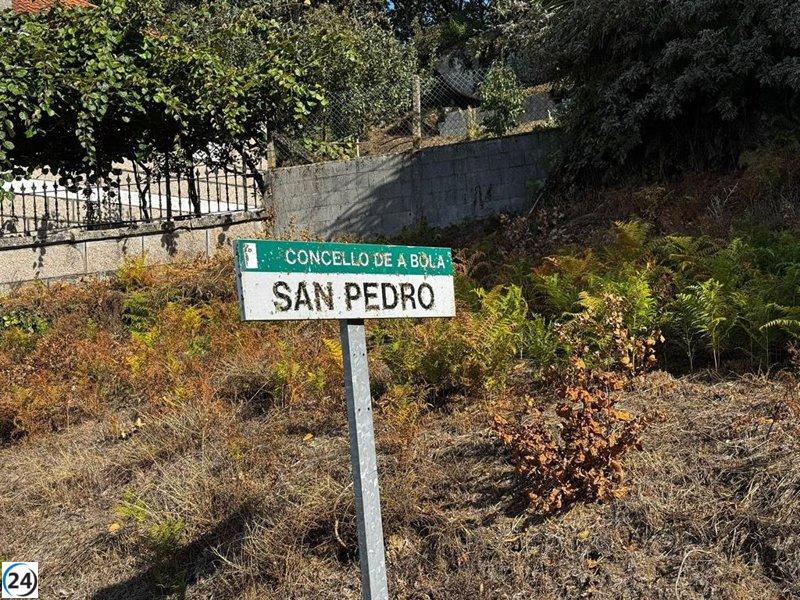 CONCELLO DE A BOLA
SAN PEDRO
24